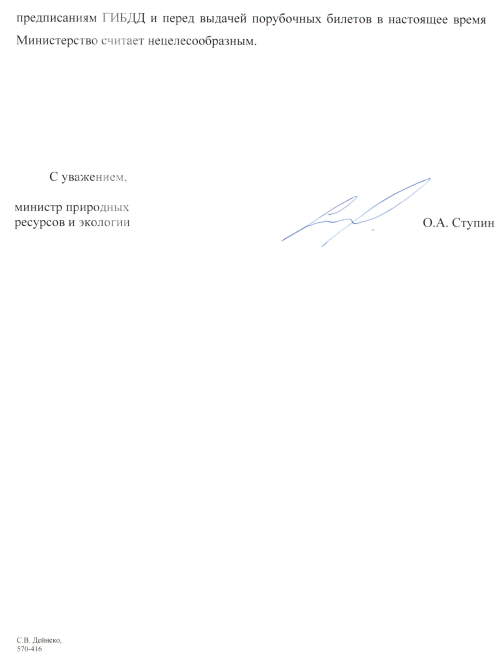 предписаниям ГИБДД и перед выдачей порубочных билетов в настоящее время
Министерство считает нецелесообразным.
С уважением,
министр природных
ресурсов и экологии
О.А. Ступин
С.В. Дейнеко,
570-416